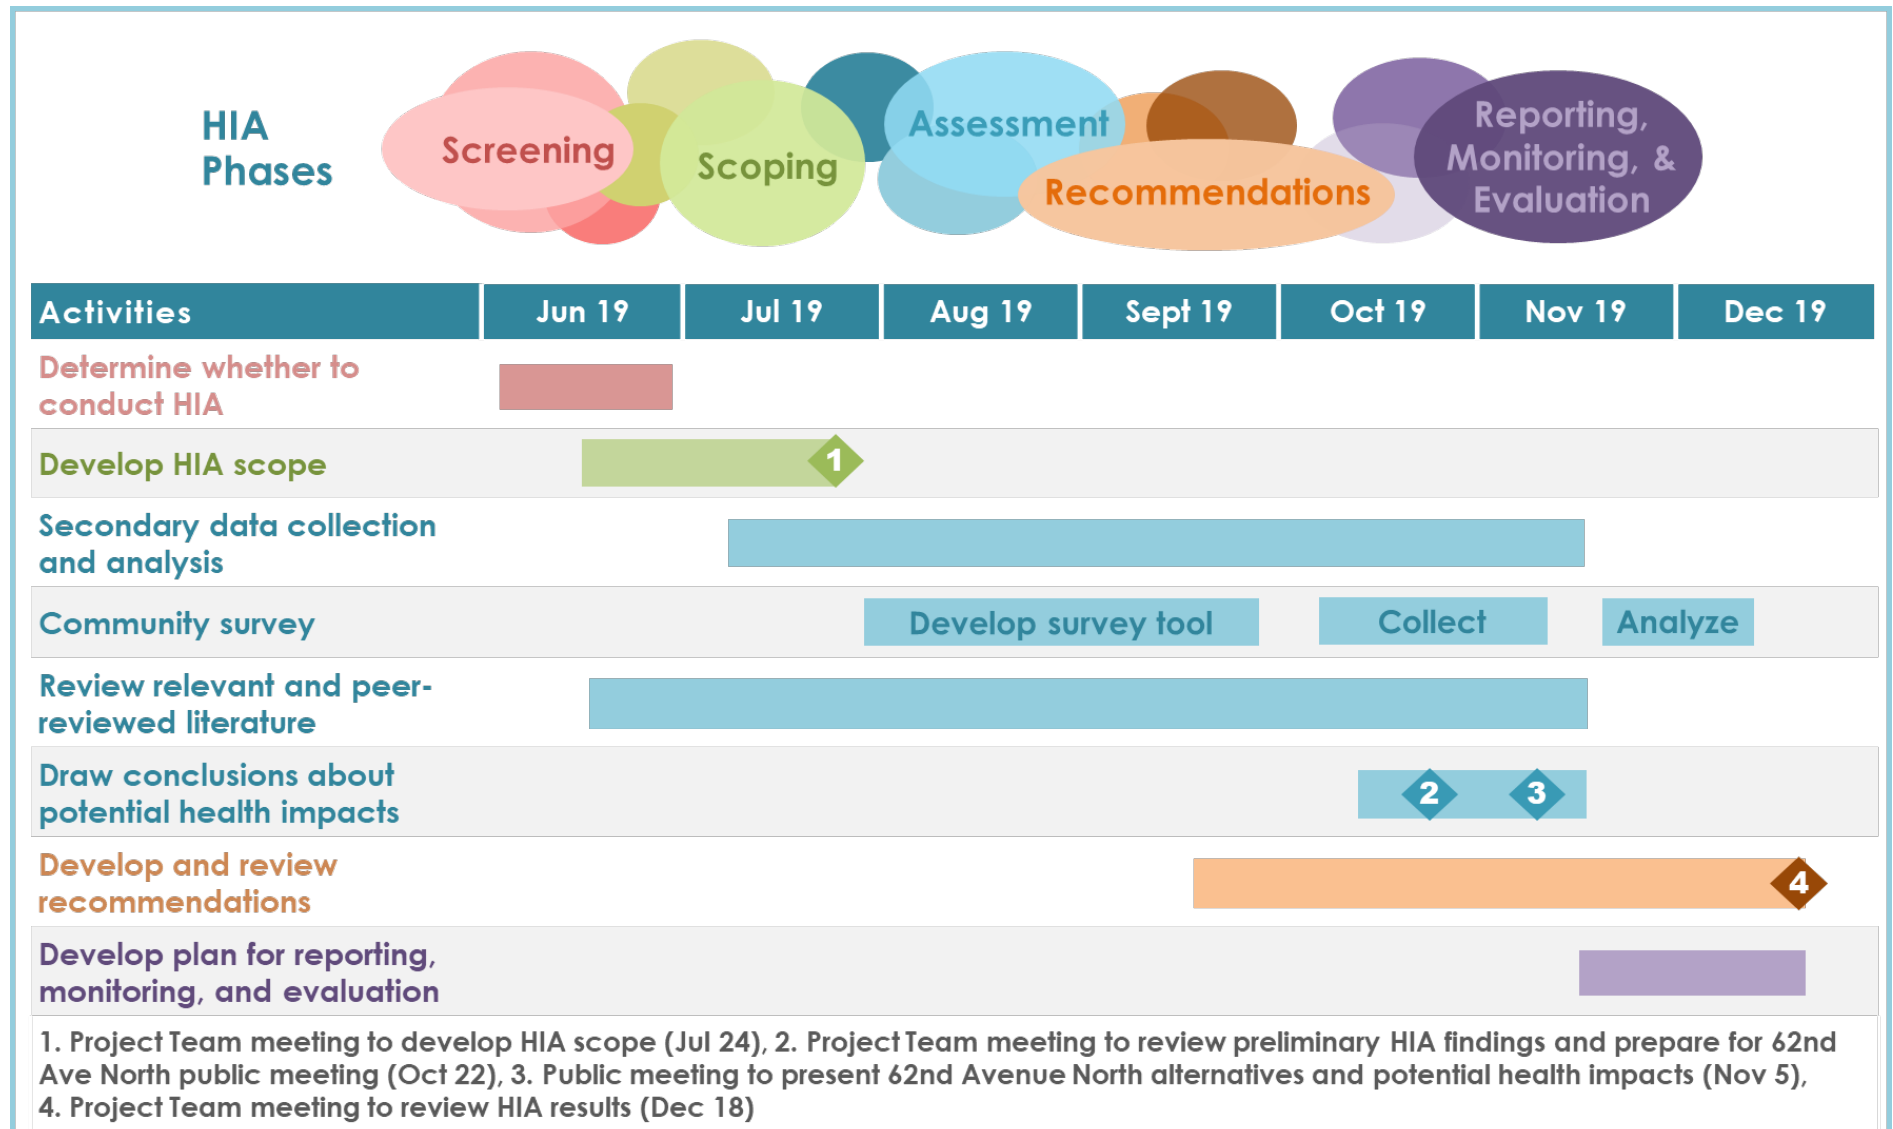 HIA
Phases
Screening
Scoping
Assessment
Recommendations
Reporting,
Monitoring, &
Evaluation
Activities
Jun 19
Jul 19
Aug 19
Sept 19
Oct 19
Nov 19
Dec 19
Determine whether to
conduct HIA
Develop HIA scope
1
Secondary data collection
and analysis
Community survey
Develop survey tool
Collect
Analyze
Review relevant and peer-
reviewed literature
Draw conclusions about
potential health impacts
2
3
Develop and review
recommendations
4
Develop plan for reporting,
monitoring, and evaluation
1. Project Team meeting to develop HIA scope (Jul 24), 2. Project Team meeting to review preliminary HIA findings and prepare for 62nd
Ave North public meeting (Oct 22), 3. Public meeting to present 62nd Avenue North alternatives and potential health impacts (Nov 5),
4. Project Team meeting to review HIA results (Dec 18)